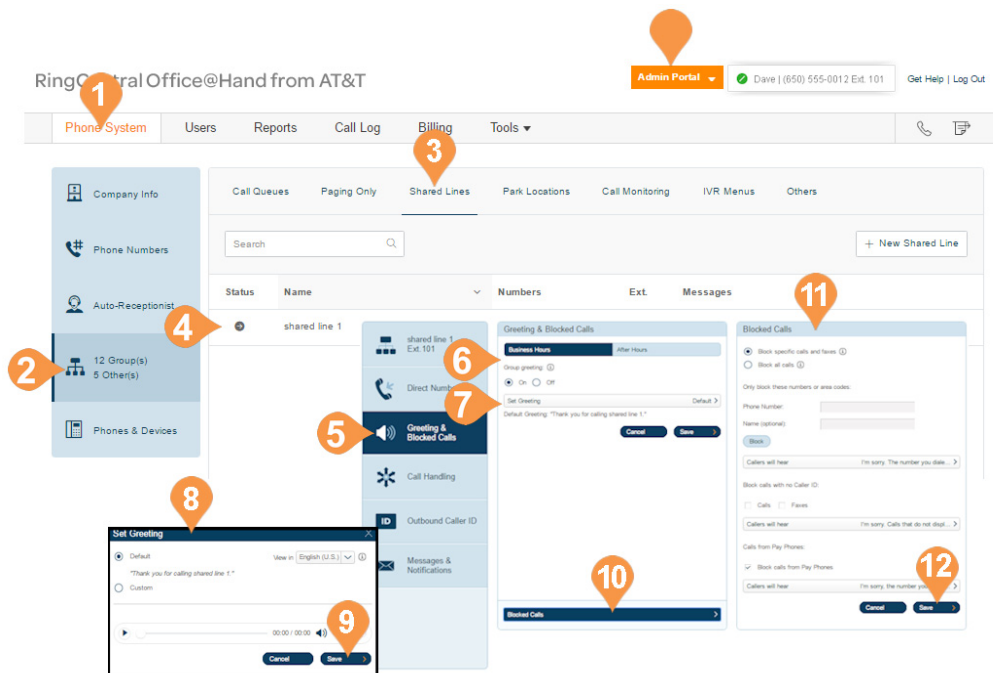 RingCentral Office@Hand from AT&T
Admin Portal
Dave | (650) 555-0012 Ext. 101
Get Help | Log Out
1
Phone System
Users
Reports
Call Log
Billing
Tools
3
Company Info
Phone Numbers
Auto-Receptionist
2
12 Group(s)
5 Other(s)
Phones & Devices
Call Queues
Paging Only
Shared Lines
Park Locations
Call Monitoring
IVR Menus
Others
Search
+ New Shared Line
Status
Name
Numbers
Ext.
Messages
4
shared line 1
shared line 1
Ext.101
Direct Numbers
5
Greeting &
Blocked Calls
Call Handling
ID
Outbound Caller ID
Messages &
Notifications
Greeting & Blocked Calls
6
Business Hours
After Hours
Group greeting:
On
Off
7
Set Greeting
Default
Default Greeting: "Thank you for calling shared line 1."
Cancel
Save
10
Blocked Calls
11
Blocked Calls
Block specific calls and faxes
Block all calls
Only block these numbers or area codes:
Phone Number:
Name (optional)
Block
Callers will hear
I'm sorry. The number you diale...
Block calls with no Caller ID:
Calls
Faxes
Callers will hear
I'm sorry. Calls that do not displ...
Calls from Pay Phones:
Block calls from Pay Phones
12
Callers will hear
I'm sorry, the number
Cancel
Save
8
Set Greeting
X
Default
View in
English (U.S.)
"Thank you for calling shared line 1."
Custom
00:00 / 00:00
9
Cancel
Save